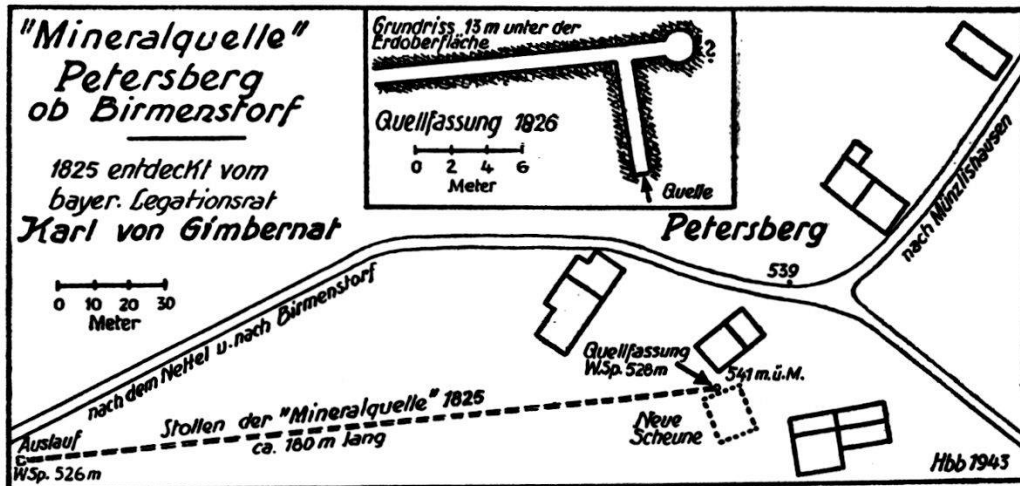 "Mineralquelle"
Petersberg
ob Birmenstorf
1825 entdeckt vom
bayer. Legationsrat
Karl von Gimbernat
0 10 20 30
Meter
Grundriss, 13 m unter der
Erdoberfläche
2
Quellfassung 1826
0 2 4 6
Meter
Quelle
Petersberg
539
nach Münzlishausen
nach dem Nettel u. nach Birmenstorf
Quellfassung
W.Sp. 528m
541 m.ü.M.
Neue
Scheune
Stollen der "Mineralquelle" 1825
ca. 180 m lang
Auslauf
W.Sp. 526 m
Hbb 1943